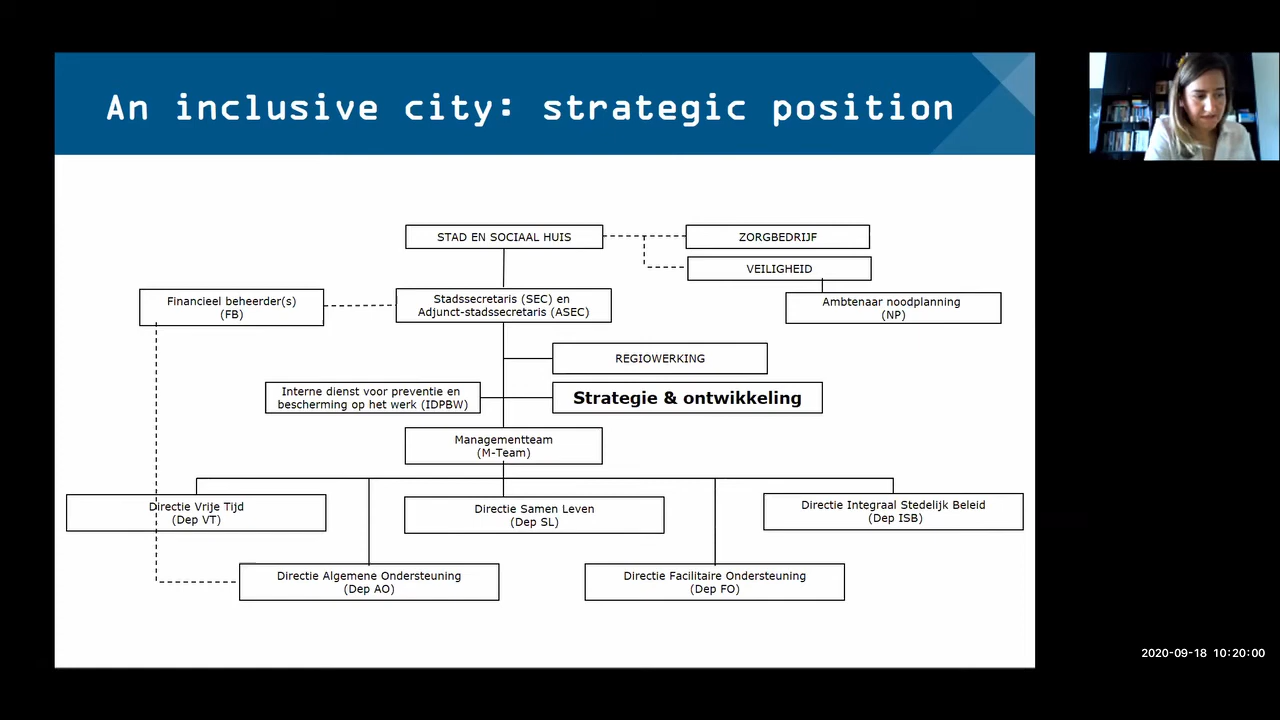 An inclusive city: strategic position
STAD EN SOCIAAL HUIS
ZORGBEDRIJF
VEILIGHEID
Financieel beheerder(s)
(FB)
Stadssecretaris (SEC) en
Adjunct-stadssecretaris (ASEC)
Ambtenaar noodplanning
(NP)
REGIOWERKING
Interne dienst voor preventie en
bescherming op het werk (IDPBW)
Strategie & ontwikkeling
Managementteam
(M-Team)
Directie Vrije Tijd
(Dep VT)
Directie Samen Leven
(Dep SL)
Directie Integraal Stedelijk Beleid
(Dep ISB)
Directie Algemene Ondersteuning
(Dep AO)
Directie Facilitaire Ondersteuning
(Dep FO)
2020-09-18 10:20:00